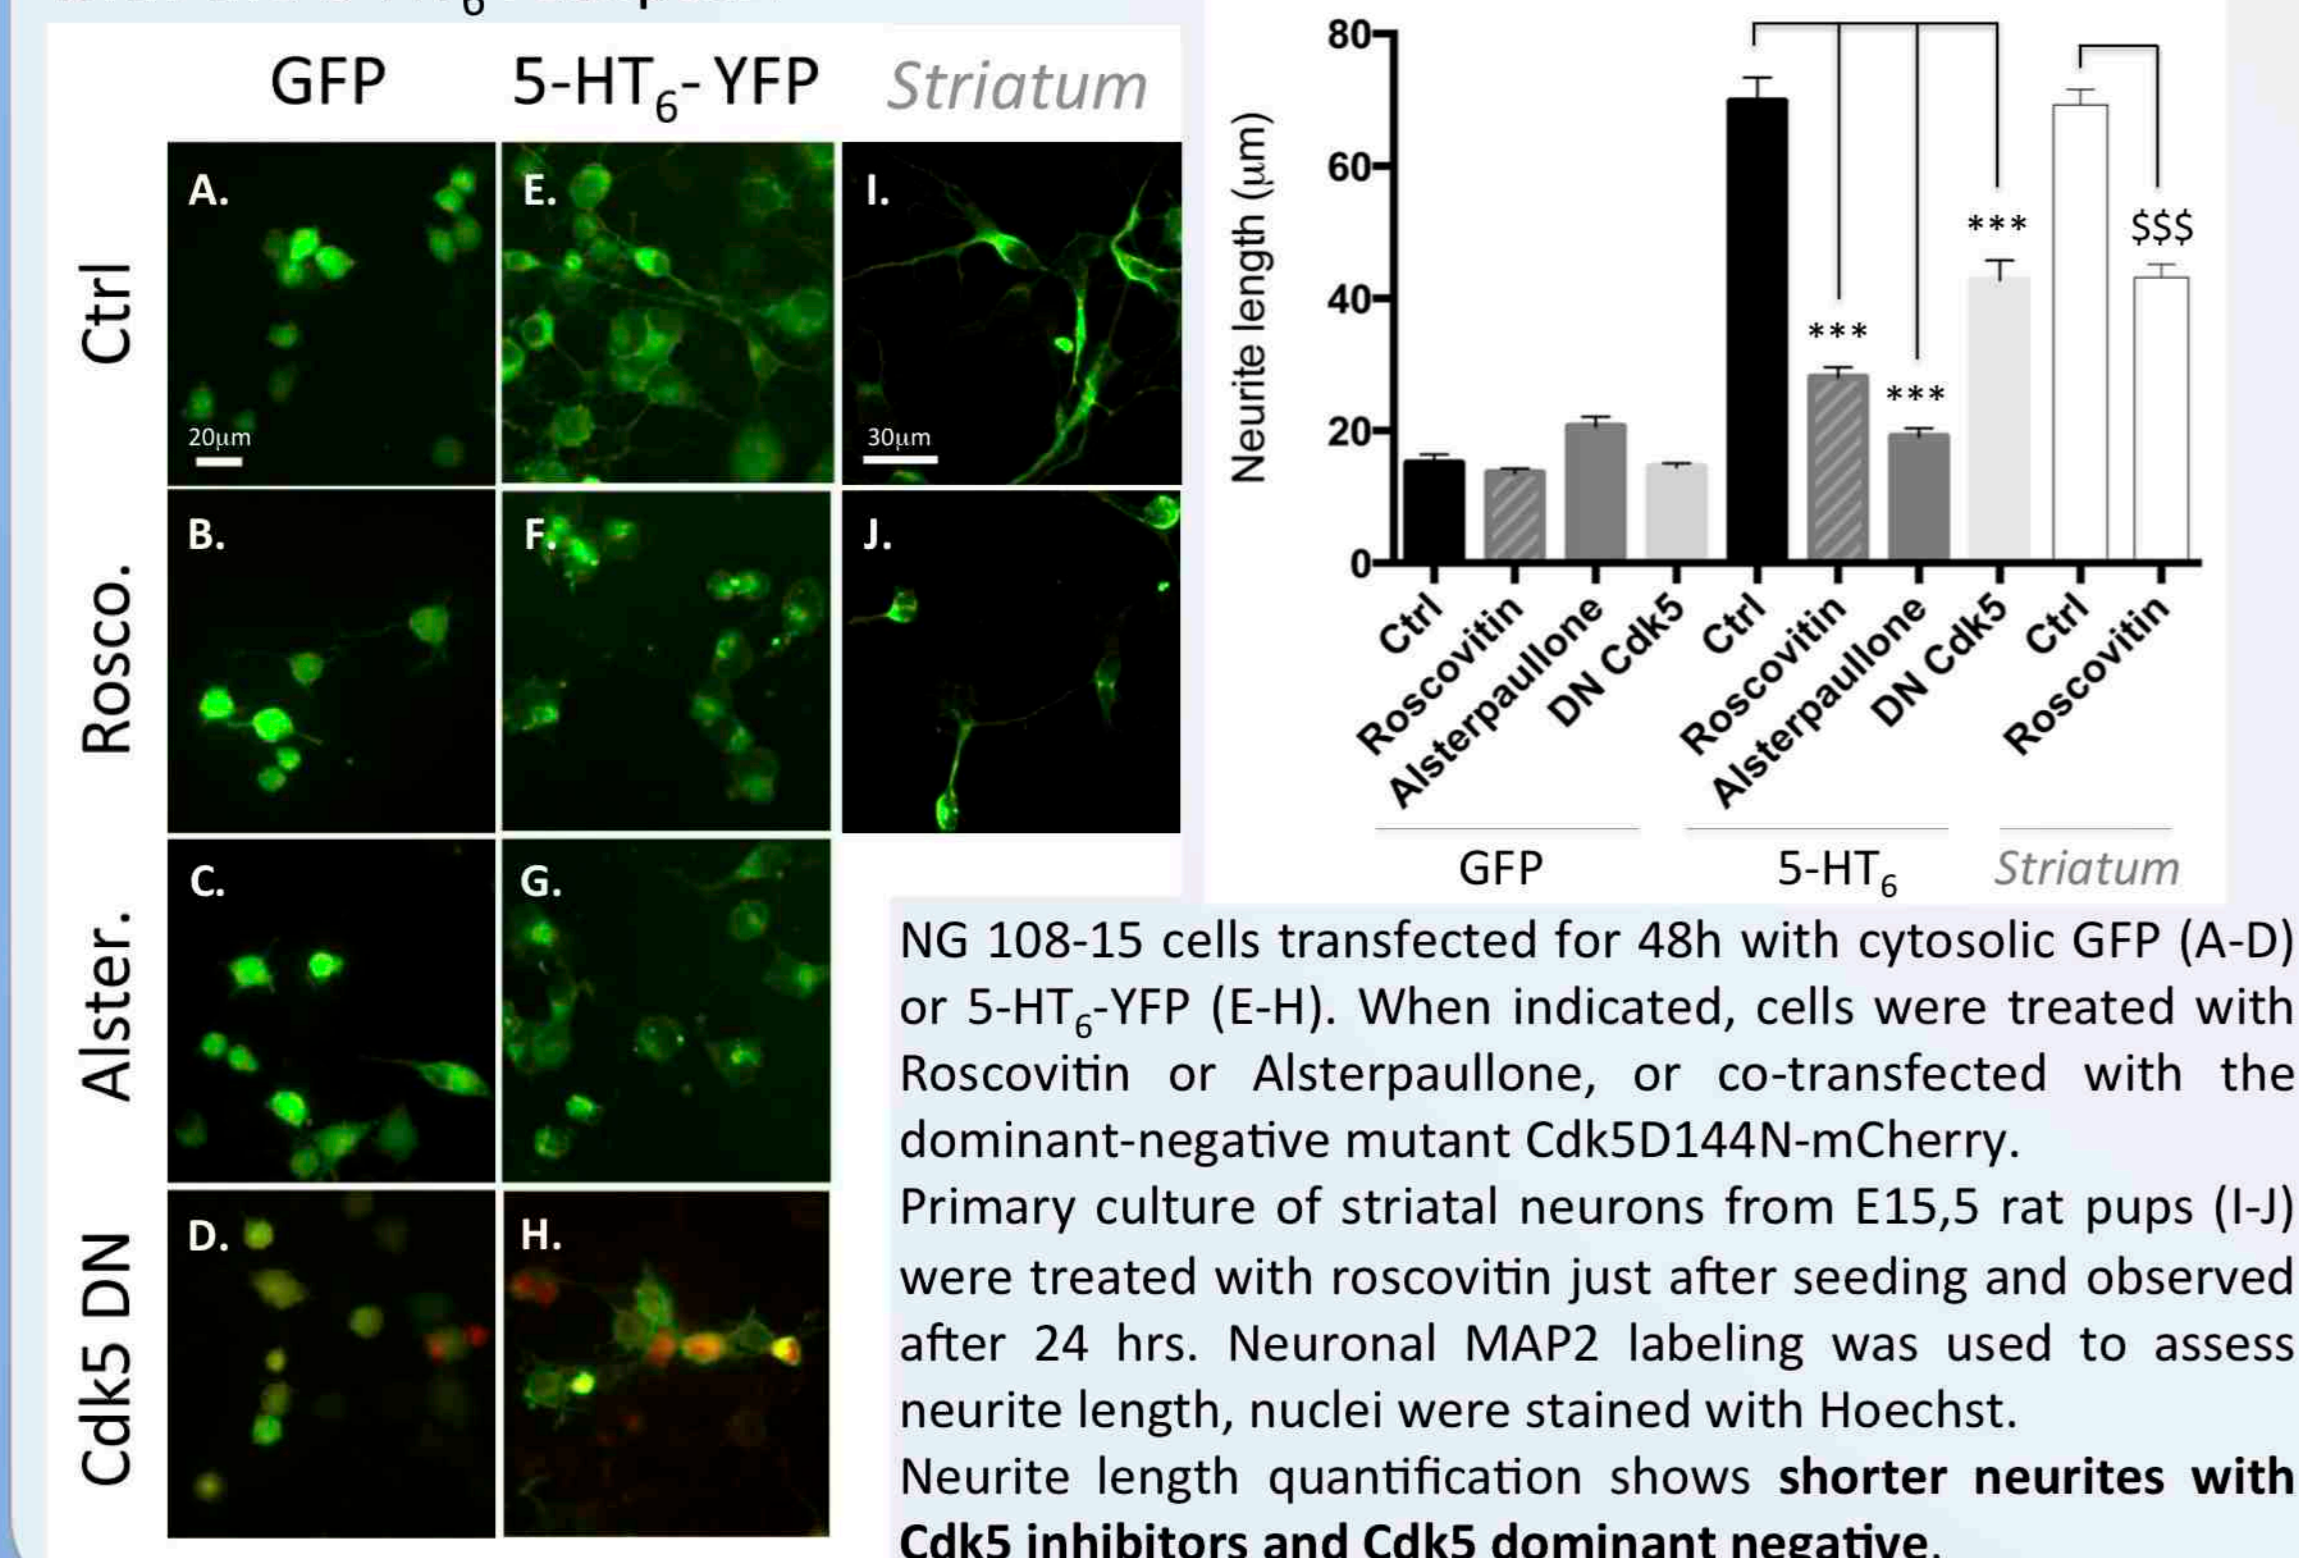 GFP
5-HT6- YFP
Striatum
Ctrl
Rosco.
Alster.
Cdk5 DN
A.
20μm
E.
I.
30μm
B.
F.
J.
C.
G.
D.
H.
Neurite length (μm)
80
60
40
20
0
***
***
***
$$$
Ctrl
Roscovitin
Alsterpaullone
DN Cdk5
Ctrl
Roscovitin
Alsterpaullone
DN Cdk5
Ctrl
Roscovitin
GFP
5-HT6
Striatum
NG 108-15 cells transfected for 48h with cytosolic GFP (A-D)
or 5-HT6-YFP (E-H). When indicated, cells were treated with
Roscovitin or Alsterpaullone, or co-transfected with the
dominant-negative mutant Cdk5D144N-mCherry.
Primary culture of striatal neurons from E15,5 rat pups (I-J)
were treated with roscovitin just after seeding and observed
after 24 hrs. Neuronal MAP2 labeling was used to assess
neurite length, nuclei were stained with Hoechst.
Neurite length quantification shows shorter neurites with
Cdk5 inhibitors and Cdk5 dominant negative.